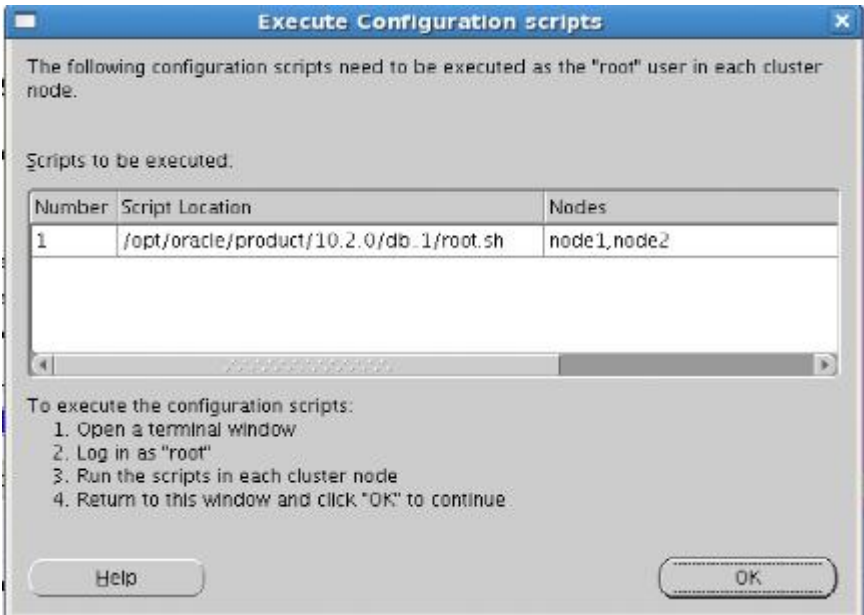 Execute Configuration scripts
The following configuration scripts need to be executed as the "root" user in each cluster
node.
Scripts to be executed:
Number Script Location Nodes
1 /opt/oracle/product/10.2.0/db_1/root.sh node1,node2
To execute the configuration scripts:
1. Open a terminal window
2. Log in as "root"
3. Run the scripts in each cluster node
4. Return to this window and click "OK" to continue
Help OK